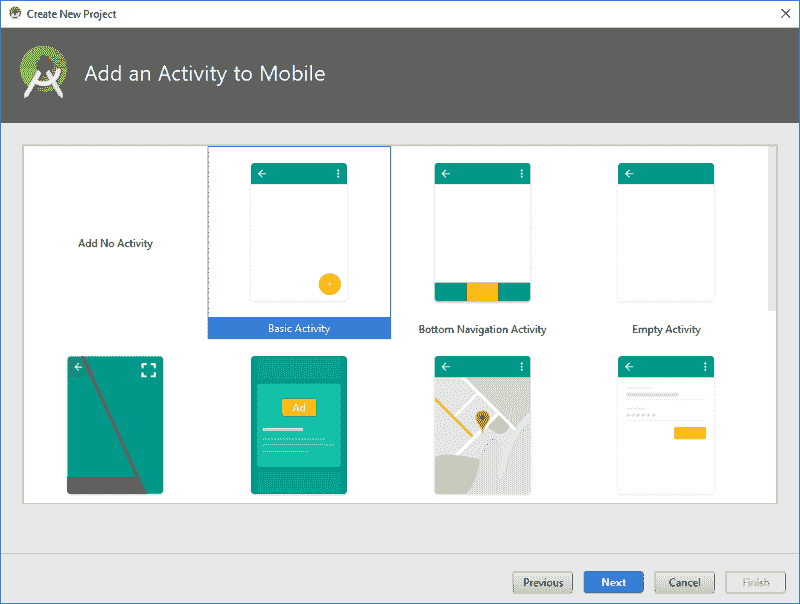 Create New Project
Add an Activity to Mobile
Add No Activity
Basic Activity
Bottom Navigation Activity
Empty Activity
Ad
Previous
Next
Cancel
Finish